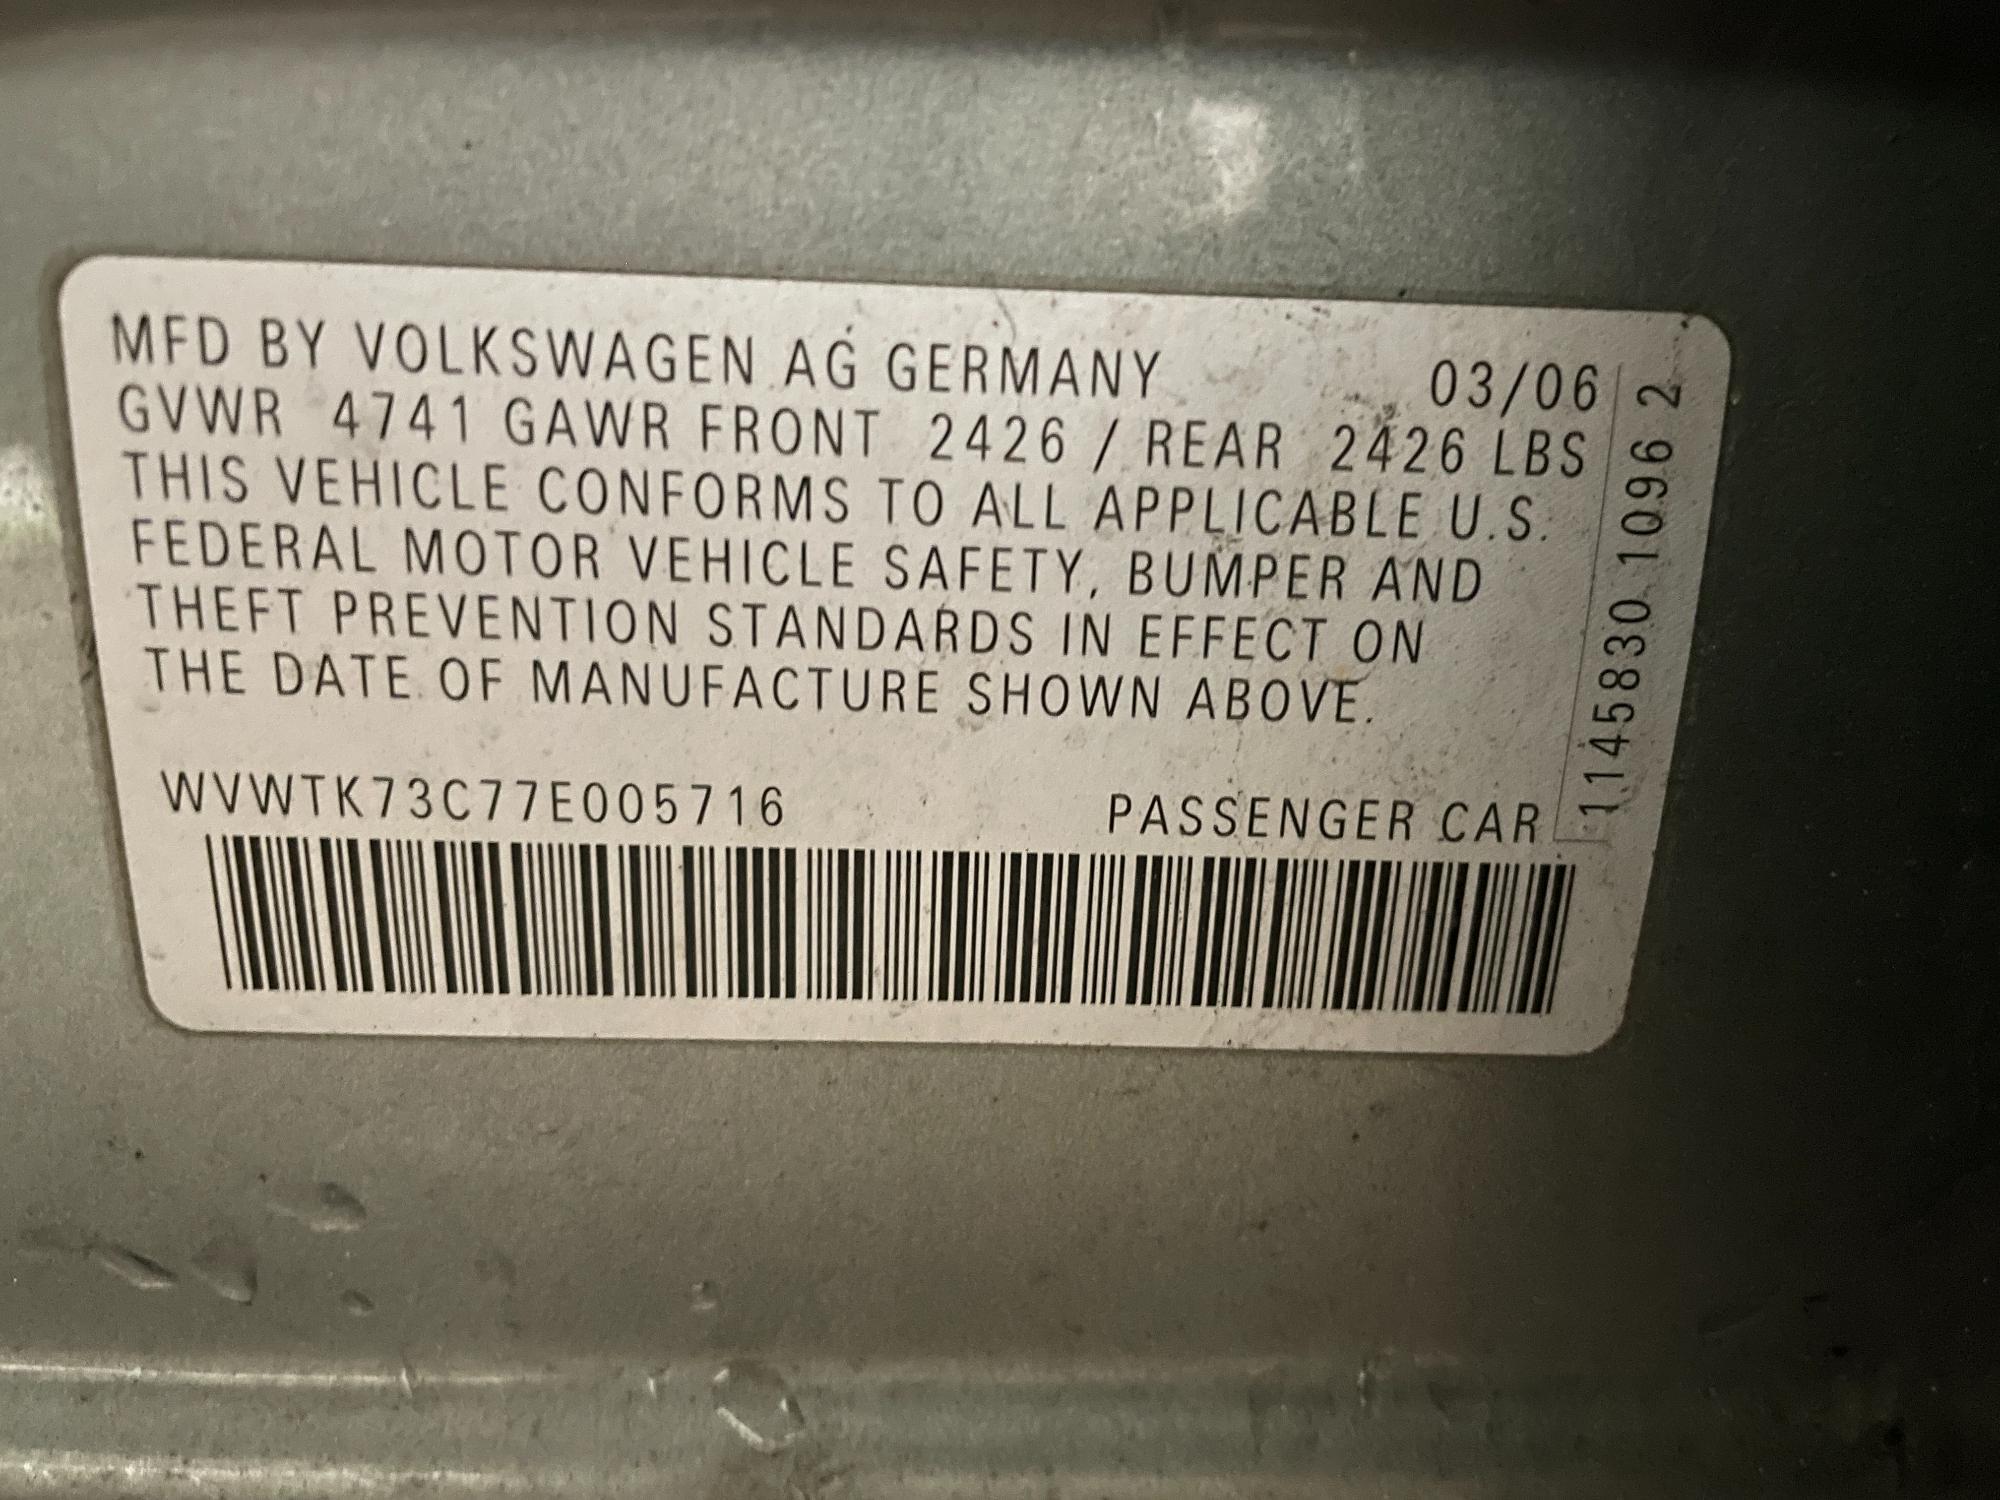 MFD BY VOLKSWAGEN AG GERMANY 03/06
GVWR 4741 GAWR FRONT 2426 / REAR 2426 LBS
THIS VEHICLE CONFORMS TO ALL APPLICABLE U.S.
FEDERAL MOTOR VEHICLE SAFETY, BUMPER AND
THEFT PREVENTION STANDARDS IN EFFECT ON
THE DATE OF MANUFACTURE SHOWN ABOVE.
WVWTK73C77E005716 PASSENGER CAR
1145830 1096 2